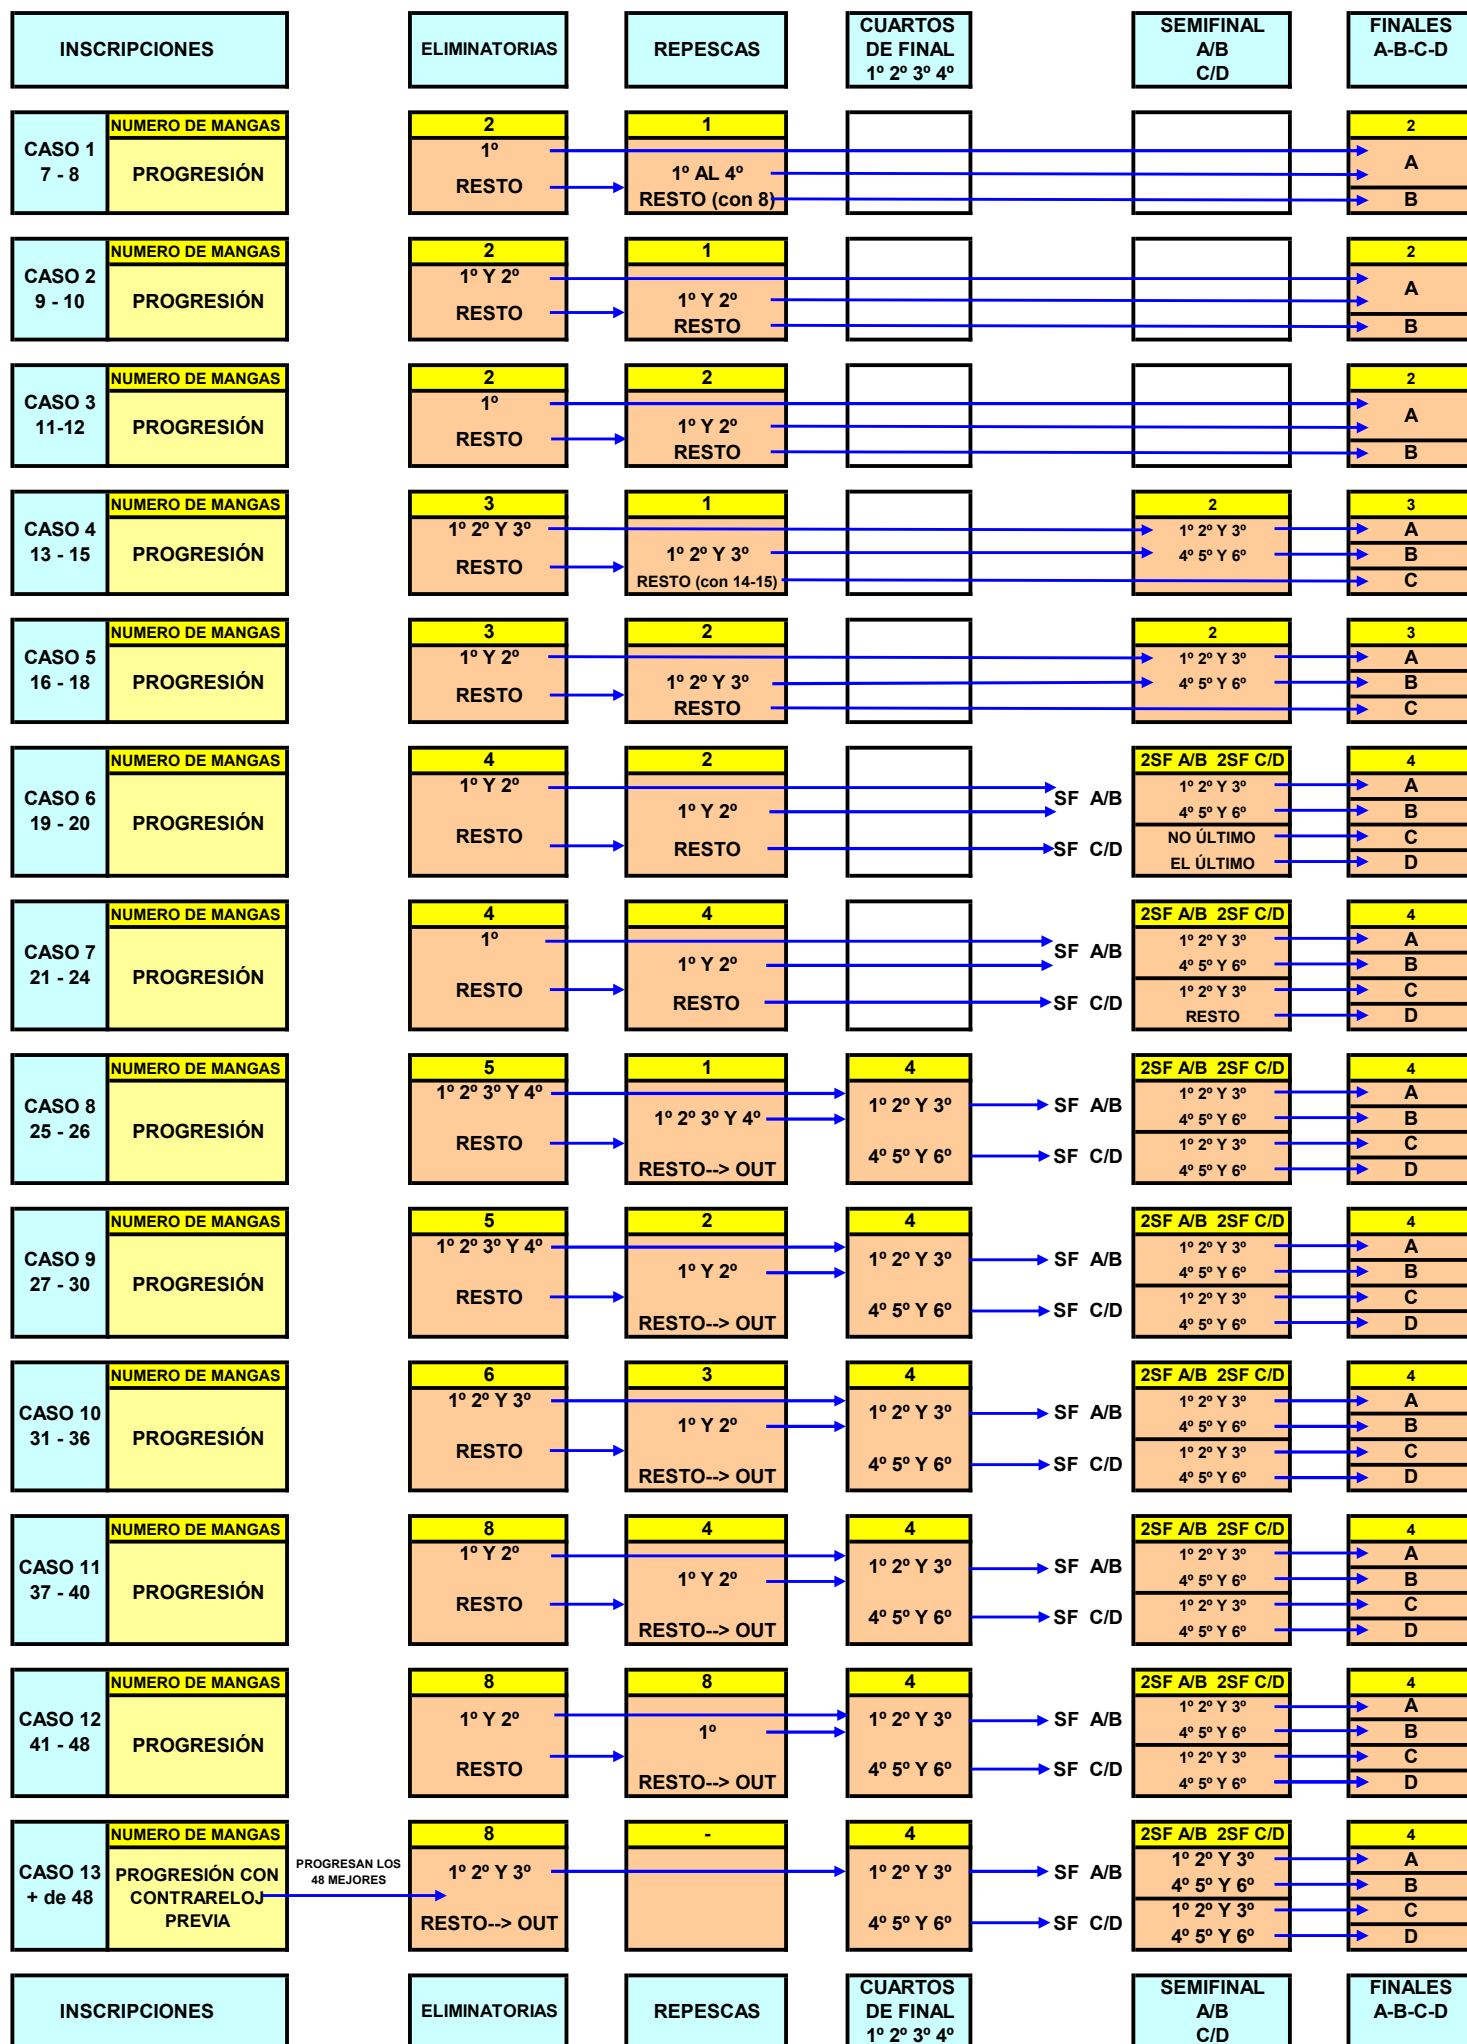 INSCRIPCIONES
ELIMINATORIAS
REPESCAS
CUARTOS
DE FINAL
1º 2º 3º 4º
SEMIFINAL
A/B
C/D
FINALES
A-B-C-D
CASO 1
7 - 8
NUMERO DE MANGAS
PROGRESIÓN
2
1º
RESTO
1
1º AL 4º
RESTO (con 8)
2
A
B
CASO 2
9 - 10
NUMERO DE MANGAS
PROGRESIÓN
2
1º Y 2º
RESTO
1
1º Y 2º
RESTO
2
A
B
CASO 3
11-12
NUMERO DE MANGAS
PROGRESIÓN
2
1º
RESTO
2
1º Y 2º
RESTO
2
A
B
CASO 4
13 - 15
NUMERO DE MANGAS
PROGRESIÓN
3
1º 2º Y 3º
RESTO
1
1º 2º Y 3º
RESTO (con 14-15)
2
1º 2º Y 3º
4º 5º Y 6º
3
A
B
C
CASO 5
16 - 18
NUMERO DE MANGAS
PROGRESIÓN
3
1º Y 2º
RESTO
2
1º 2º Y 3º
RESTO
2
1º 2º Y 3º
4º 5º Y 6º
3
A
B
C
CASO 6
19 - 20
NUMERO DE MANGAS
PROGRESIÓN
4
1º Y 2º
RESTO
2
1º Y 2º
RESTO
SF A/B
SF C/D
2SF A/B 2SF C/D
1º 2º Y 3º
4º 5º Y 6º
NO ÚLTIMO
EL ÚLTIMO
4
A
B
C
D
CASO 7
21 - 24
NUMERO DE MANGAS
PROGRESIÓN
4
1º
RESTO
4
1º Y 2º
RESTO
SF A/B
SF C/D
2SF A/B 2SF C/D
1º 2º Y 3º
4º 5º Y 6º
1º 2º Y 3º
RESTO
4
A
B
C
D
CASO 8
25 - 26
NUMERO DE MANGAS
PROGRESIÓN
5
1º 2º 3º Y 4º
RESTO
1
1º 2º 3º Y 4º
RESTO--> OUT
4
1º 2º Y 3º
4º 5º Y 6º
SF A/B
SF C/D
2SF A/B 2SF C/D
1º 2º Y 3º
4º 5º Y 6º
1º 2º Y 3º
4º 5º Y 6º
4
A
B
C
D
CASO 9
27 - 30
NUMERO DE MANGAS
PROGRESIÓN
5
1º 2º 3º Y 4º
RESTO
2
1º Y 2º
RESTO--> OUT
4
1º 2º Y 3º
4º 5º Y 6º
SF A/B
SF C/D
2SF A/B 2SF C/D
1º 2º Y 3º
4º 5º Y 6º
1º 2º Y 3º
4º 5º Y 6º
4
A
B
C
D
CASO 10
31 - 36
NUMERO DE MANGAS
PROGRESIÓN
6
1º 2º Y 3º
RESTO
3
1º Y 2º
RESTO--> OUT
4
1º 2º Y 3º
4º 5º Y 6º
SF A/B
SF C/D
2SF A/B 2SF C/D
1º 2º Y 3º
4º 5º Y 6º
1º 2º Y 3º
4º 5º Y 6º
4
A
B
C
D
CASO 11
37 - 40
NUMERO DE MANGAS
PROGRESIÓN
8
1º Y 2º
RESTO
4
1º Y 2º
RESTO--> OUT
4
1º 2º Y 3º
4º 5º Y 6º
SF A/B
SF C/D
2SF A/B 2SF C/D
1º 2º Y 3º
4º 5º Y 6º
1º 2º Y 3º
4º 5º Y 6º
4
A
B
C
D
CASO 12
41 - 48
NUMERO DE MANGAS
PROGRESIÓN
8
1º Y 2º
RESTO
8
1º
RESTO--> OUT
4
1º 2º Y 3º
4º 5º Y 6º
SF A/B
SF C/D
2SF A/B 2SF C/D
1º 2º Y 3º
4º 5º Y 6º
1º 2º Y 3º
4º 5º Y 6º
4
A
B
C
D
CASO 13
+ de 48
NUMERO DE MANGAS
PROGRESIÓN CON
CONTRARELOJ
PREVIA
PROGRESAN LOS
48 MEJORES
8
1º 2º Y 3º
RESTO--> OUT
-
4
1º 2º Y 3º
4º 5º Y 6º
SF A/B
SF C/D
2SF A/B 2SF C/D
1º 2º Y 3º
4º 5º Y 6º
1º 2º Y 3º
4º 5º Y 6º
4
A
B
C
D
INSCRIPCIONES
ELIMINATORIAS
REPESCAS
CUARTOS
DE FINAL
1º 2º 3º 4º
SEMIFINAL
A/B
C/D
FINALES
A-B-C-D